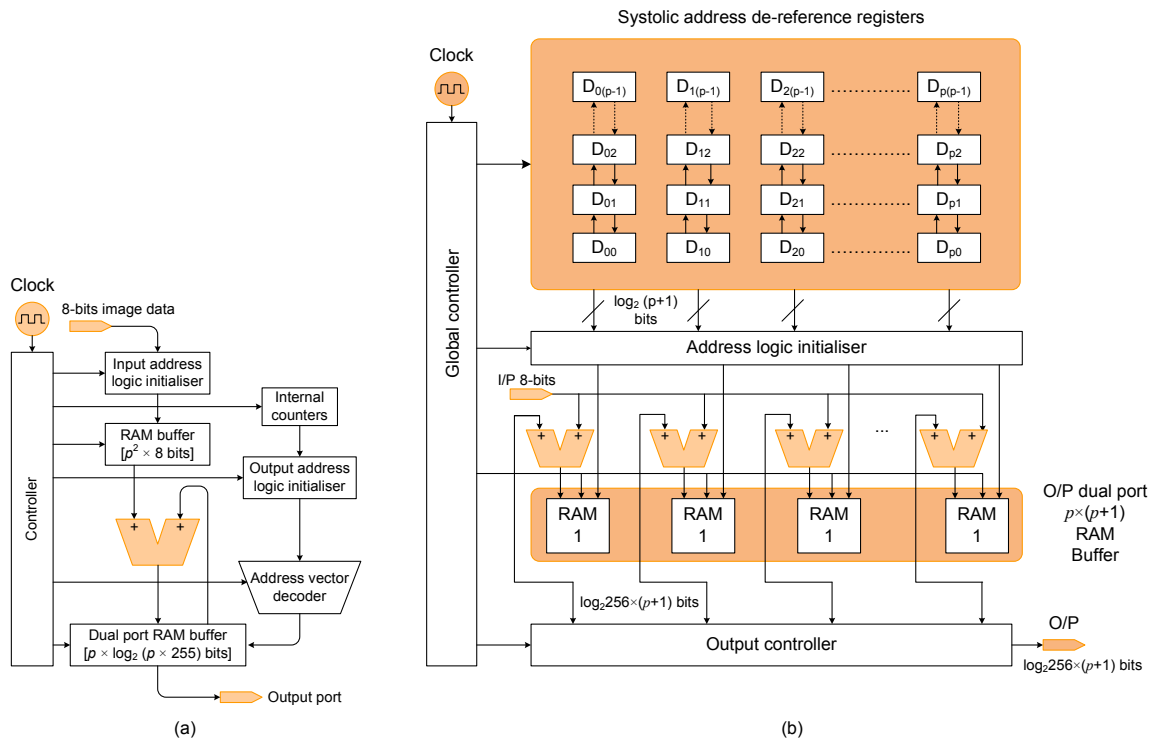 Clock
8-bits image data
Input address
logic initialiser
Internal
counters
RAM buffer
[p² × 8 bits]
Output address
logic initialiser
Controller
+ +
Address vector
decoder
Dual port RAM buffer
[p × log₂ (p × 255) bits]
Output port
(a)
Systolic address de-reference registers
Clock
D₀₍ₚ₋₁₎ D₁₍ₚ₋₁₎ D₂₍ₚ₋₁₎ ............. Dₚ₍ₚ₋₁₎
D₀₂ D₁₂ D₂₂ ............. Dₚ₂
D₀₁ D₁₁ D₂₁ ............. Dₚ₁
D₀₀ D₁₀ D₂₀ ............. Dₚ₀
Global controller
log₂ (p+1)
bits
Address logic initialiser
I/P 8-bits
+ + + + + + ... + +
RAM
1
RAM
1
RAM
1
RAM
1
O/P dual port
p×(p+1)
RAM
Buffer
log₂256×(p+1) bits
Output controller
O/P
log₂256×(p+1) bits
(b)